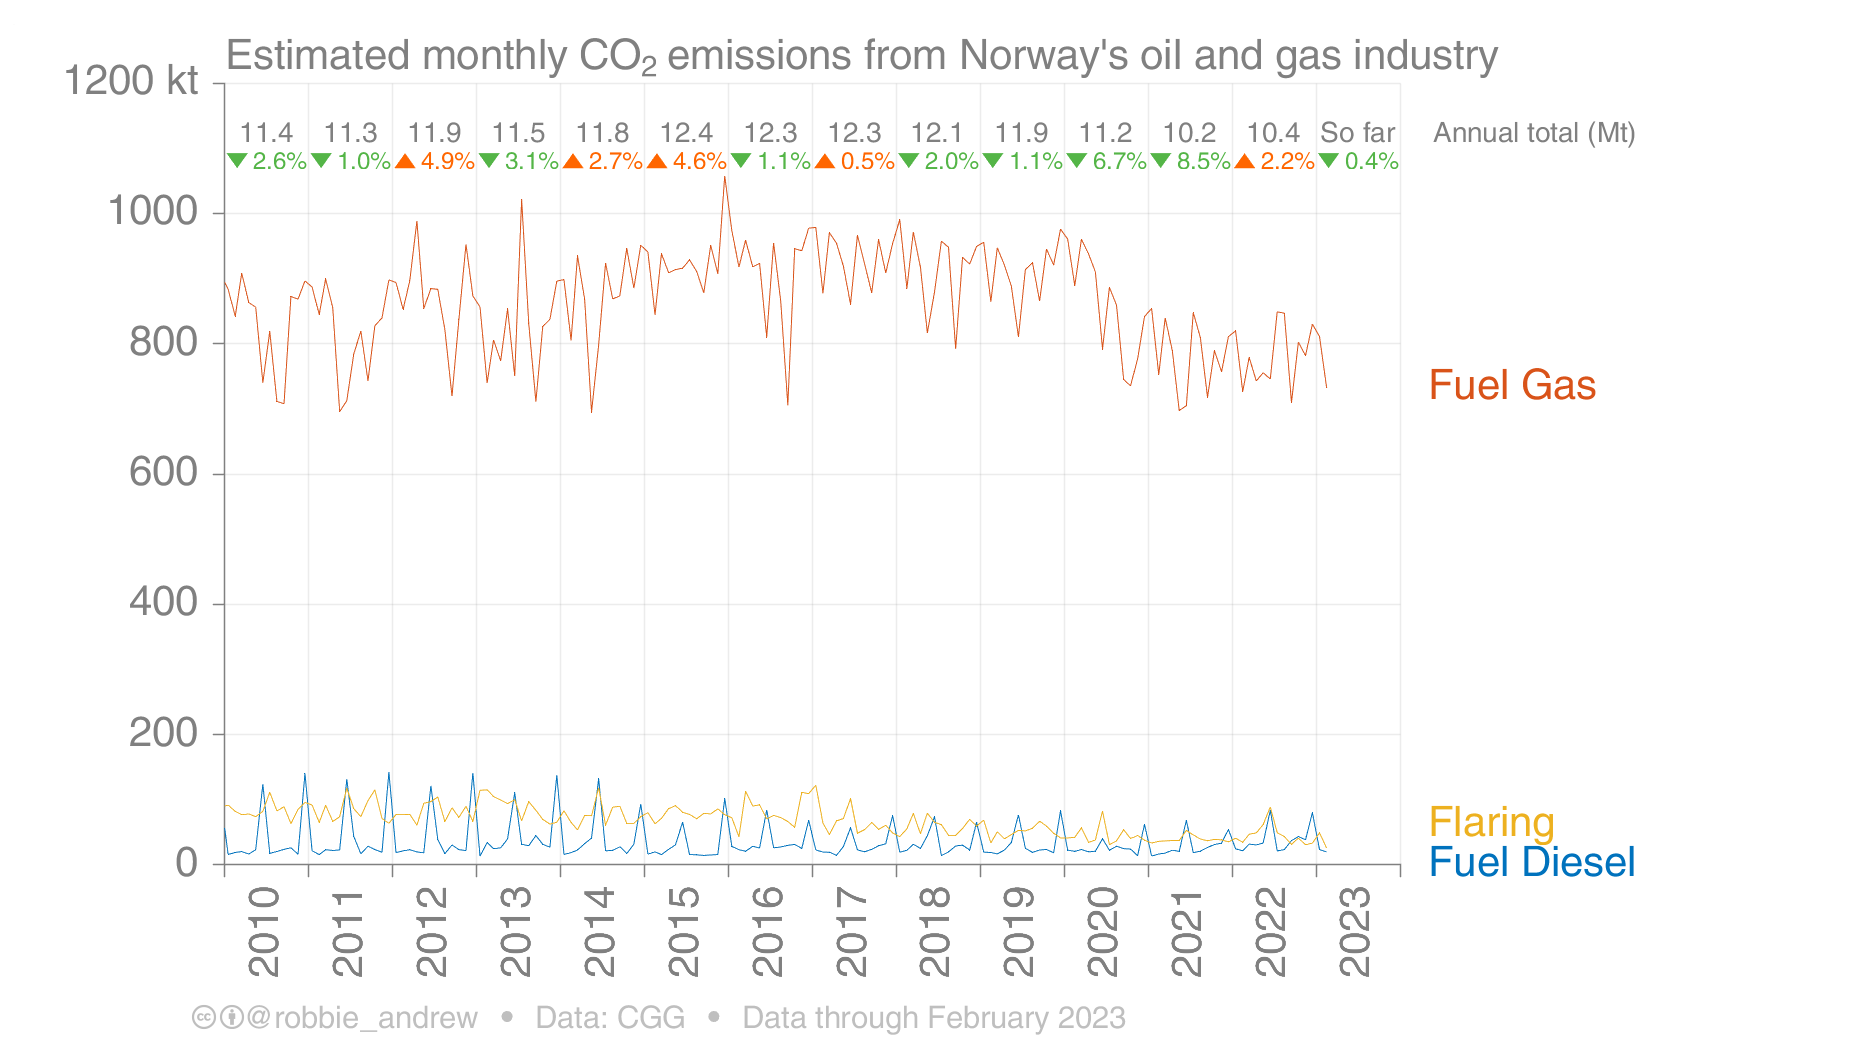 Estimated monthly CO₂ emissions from Norway's oil and gas industry
1200 kt
11.4 11.3 11.9 11.5 11.8 12.4 12.3 12.3 12.1 11.9 11.2 10.2 10.4 So far Annual total (Mt)
▼ 2.6% ▼ 1.0% ▲ 4.9% ▼ 3.1% ▲ 2.7% ▲ 4.6% ▼ 1.1% ▲ 0.5% ▼ 2.0% ▼ 1.1% ▼ 6.7% ▼ 8.5% ▲ 2.2% ▼ 0.4%
1000
800
Fuel Gas
600
400
200
Flaring
0
Fuel Diesel
2010 2011 2012 2013 2014 2015 2016 2017 2018 2019 2020 2021 2022 2023
cc @robbie_andrew • Data: CGG • Data through February 2023